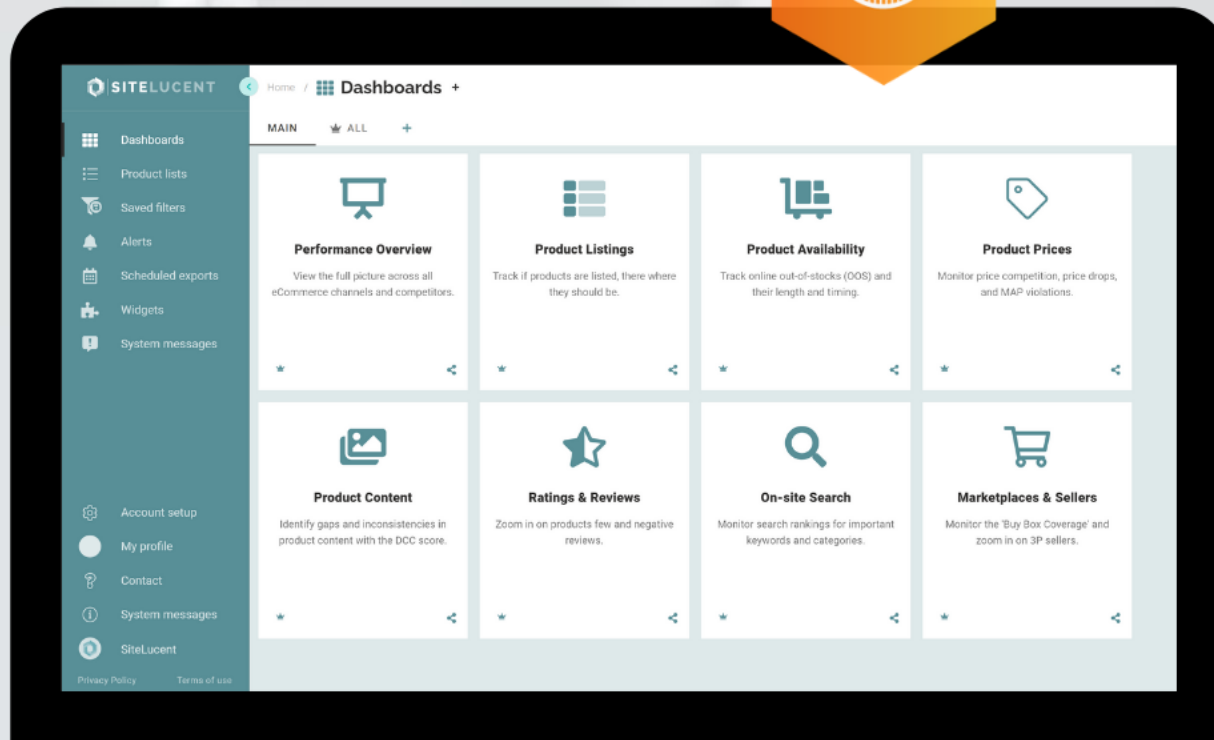 SITELUCENT
Home / Dashboards +
Dashboards
Product lists
Saved filters
Alerts
Scheduled exports
Widgets
System messages
Account setup
My profile
Contact
System messages
SiteLucent
Privacy Policy Terms of use
MAIN ALL +
Performance Overview
View the full picture across all
eCommerce channels and competitors.
Product Listings
Track if products are listed, there where
they should be.
Product Availability
Track online out-of-stocks (OOS) and
their length and timing.
Product Prices
Monitor price competition, price drops,
and MAP violations.
Product Content
Identify gaps and inconsistencies in
product content with the DCC score.
Ratings & Reviews
Zoom in on products few and negative
reviews.
On-site Search
Monitor search rankings for important
keywords and categories.
Marketplaces & Sellers
Monitor the 'Buy Box Coverage' and
zoom in on 3P sellers.